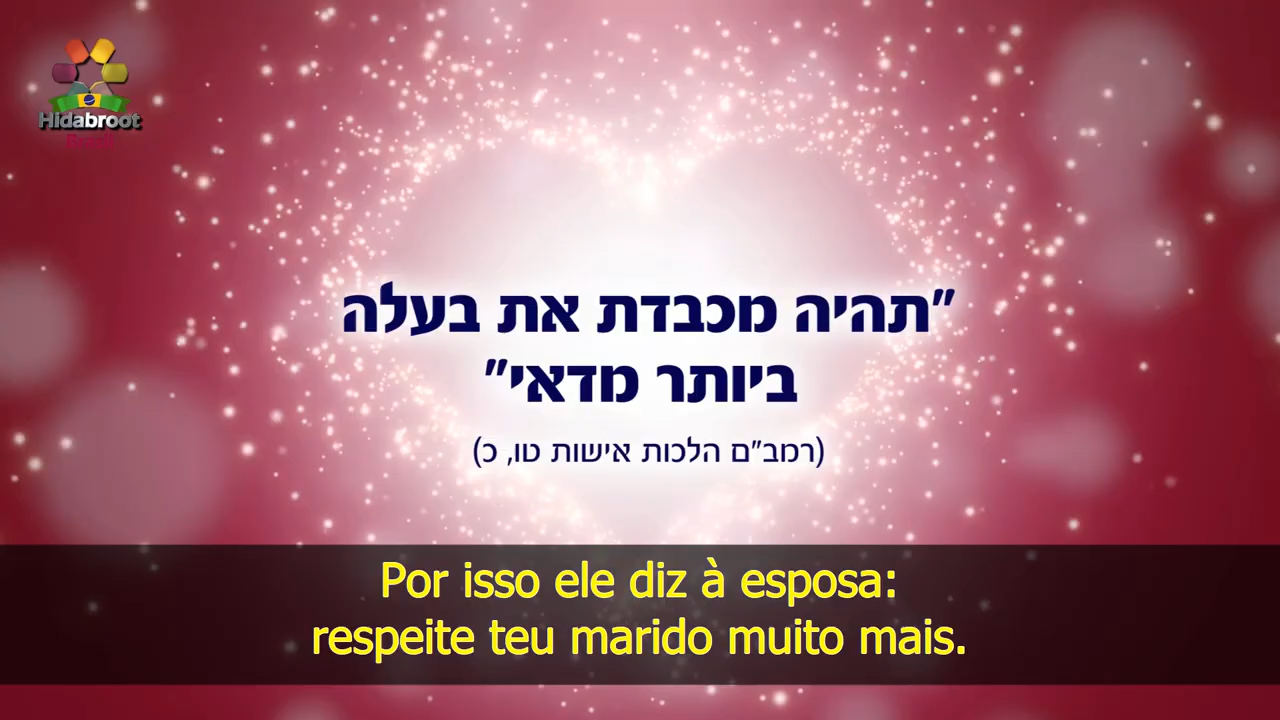 Hidabroot
Brasil
"תהיה מכבדת את בעלה
ביותר מדאי"
(רמב"ם הלכות אישות טו, כ)
Por isso ele diz à esposa:
respeite teu marido muito mais.